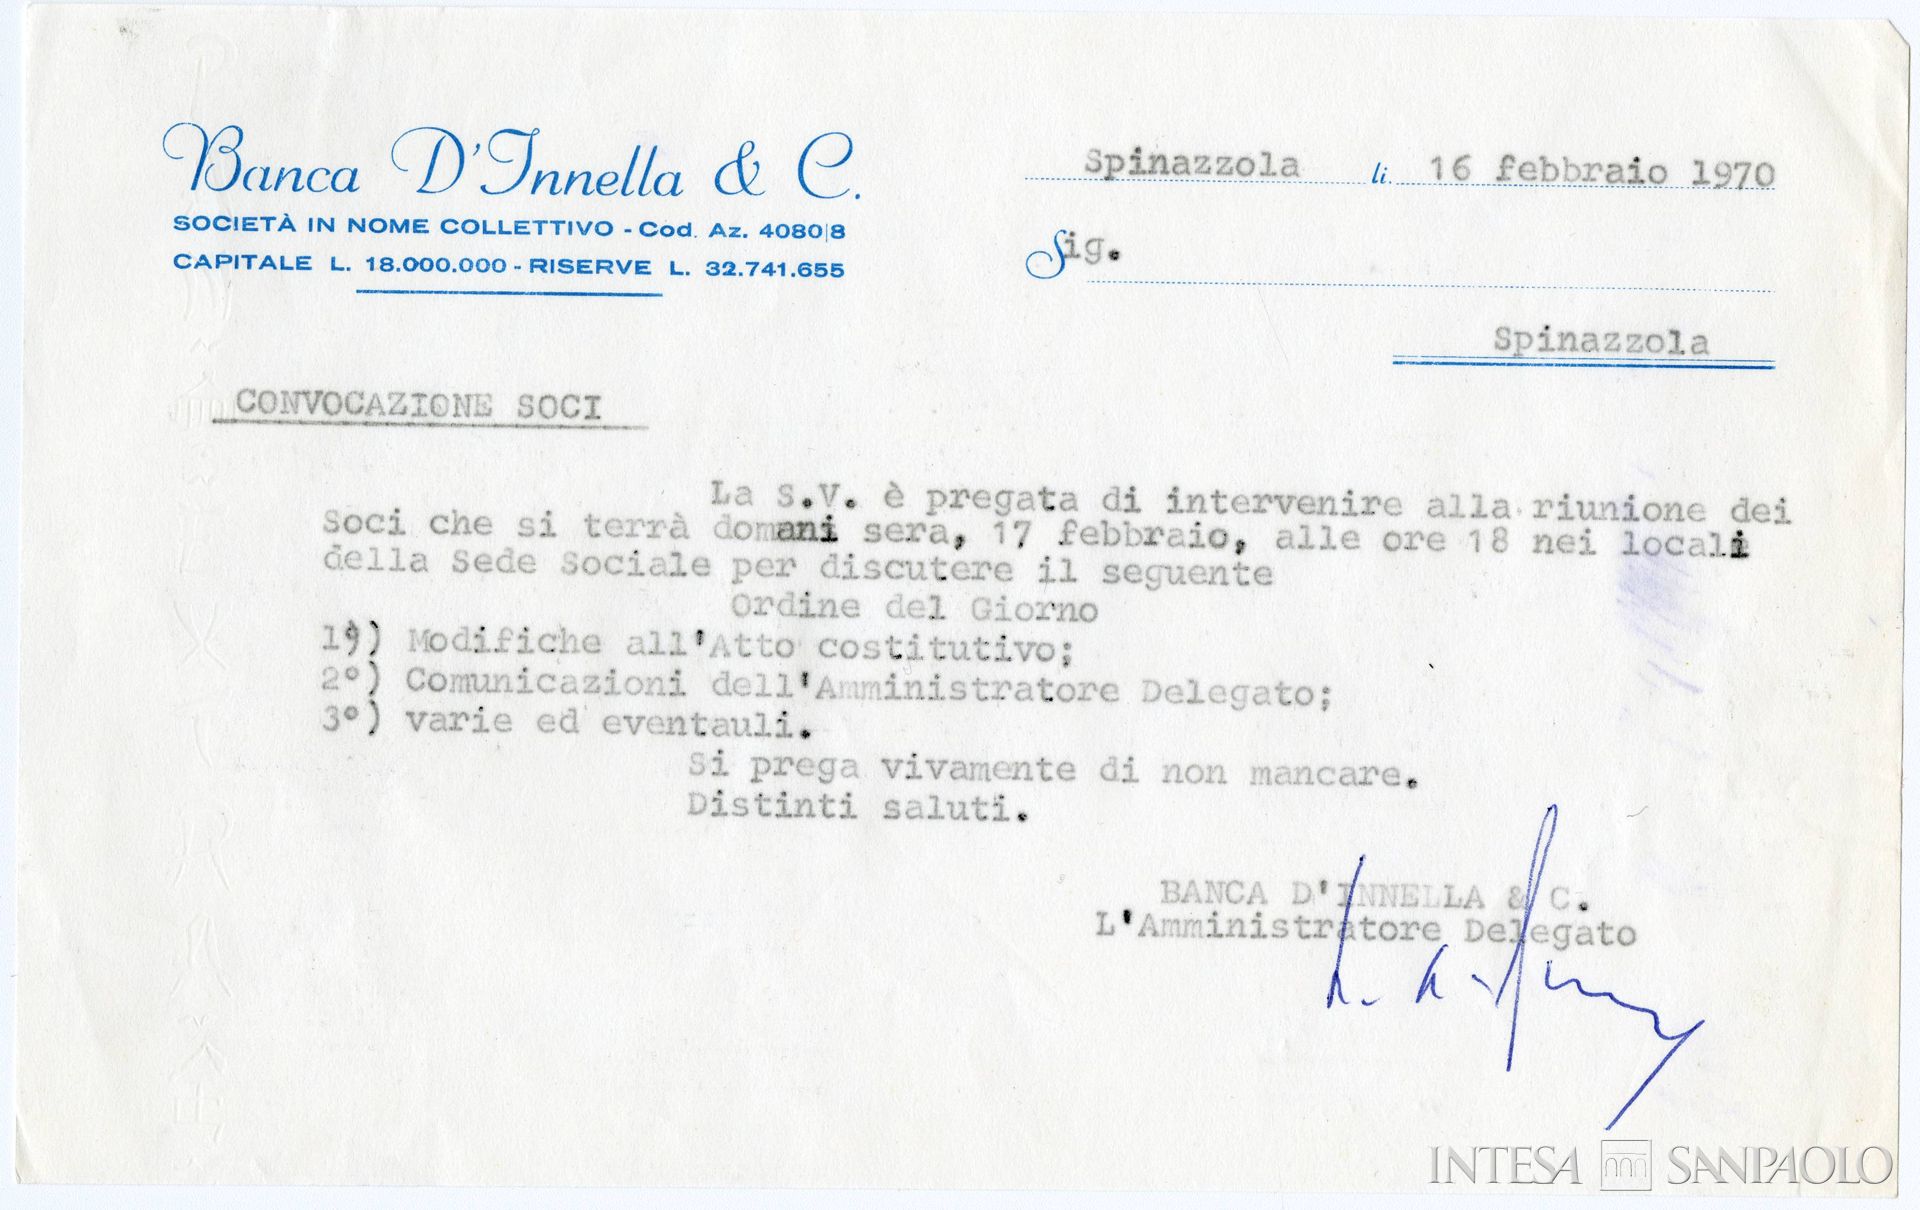 Banca D'Innella & C.
SOCIETÀ IN NOME COLLETTIVO - Cod. Az. 4080|8
CAPITALE L. 18.000.000 - RISERVE L. 32.741.655
Spinazzola li. 16 febbraio 1970
Sig.
Spinazzola
CONVOCAZIONE SOCI
La S.V. è pregata di intervenire alla riunione dei
Soci che si terrà domani sera, 17 febbraio, alle ore 18 nei locali
della Sede Sociale per discutere il seguente
Ordine del Giorno
1°) Modifiche all'Atto costitutivo;
2°) Comunicazioni dell'Amministratore Delegato;
3°) varie ed eventauli.
Si prega vivamente di non mancare.
Distinti saluti.
BANCA D'INNELLA & C.
L'Amministratore Delegato
INTESA SANPAOLO